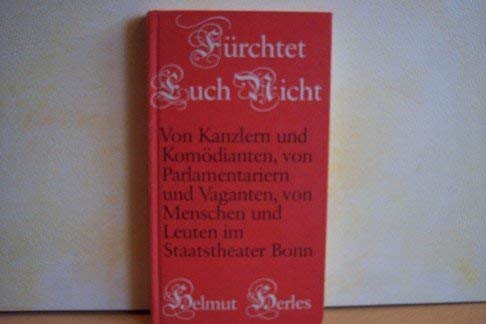 Fürchtet
Euch Nicht
Von Kanzlern und
Komödianten, von
Parlamentariern
und Vaganten, von
Menschen und
Leuten im
Staatstheater Bonn
Helmut Herles